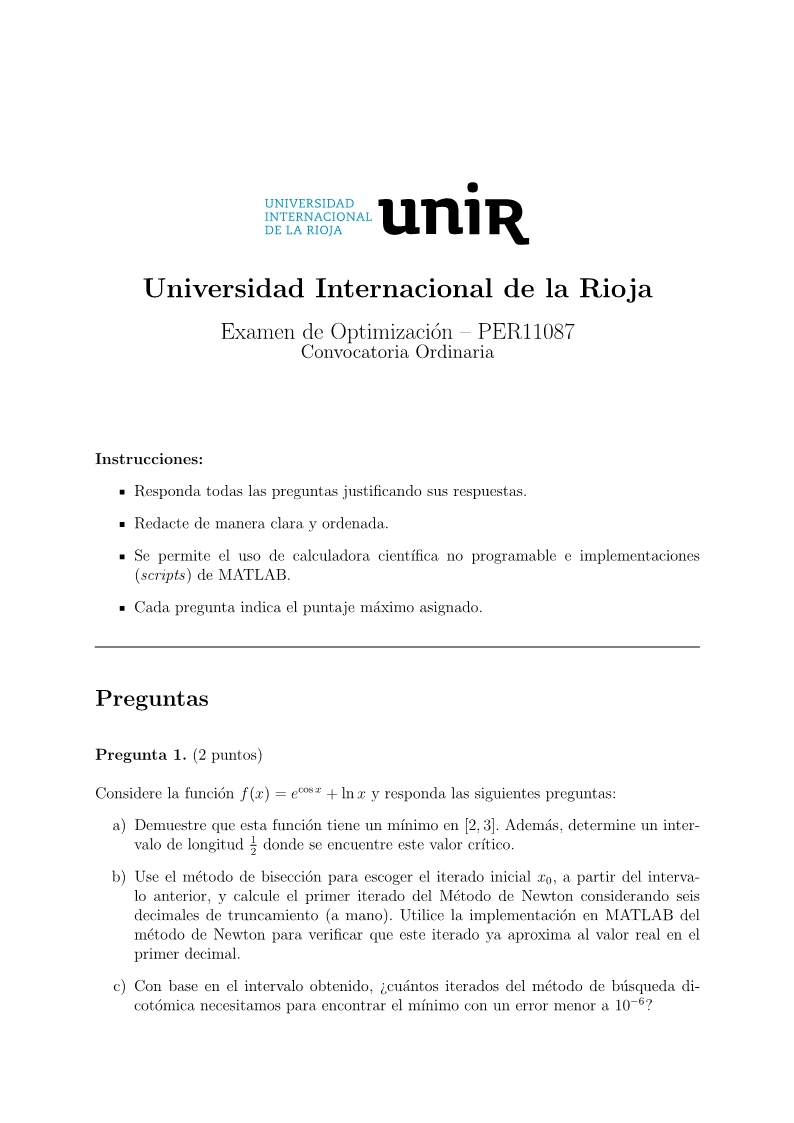 UNIVERSIDAD
INTERNACIONAL
DE LA RIOJA
unir
Universidad Internacional de la Rioja
Examen de Optimización – PER11087
Convocatoria Ordinaria
Instrucciones:
▪ Responda todas las preguntas justificando sus respuestas.
▪ Redacte de manera clara y ordenada.
▪ Se permite el uso de calculadora científica no programable e implementaciones
(scripts) de MATLAB.
▪ Cada pregunta indica el puntaje máximo asignado.
Preguntas
Pregunta 1. (2 puntos)
Considere la función f(x) = e^{cos x} + ln x y responda las siguientes preguntas:
a) Demuestre que esta función tiene un mínimo en [2, 3]. Además, determine un inter-
valo de longitud 1/2 donde se encuentre este valor crítico.
b) Use el método de bisección para escoger el iterado inicial x₀, a partir del interva-
lo anterior, y calcule el primer iterado del Método de Newton considerando seis
decimales de truncamiento (a mano). Utilice la implementación en MATLAB del
método de Newton para verificar que este iterado ya aproxima al valor real en el
primer decimal.
c) Con base en el intervalo obtenido, ¿cuántos iterados del método de búsqueda di-
cotómica necesitamos para encontrar el mínimo con un error menor a 10⁻⁶?